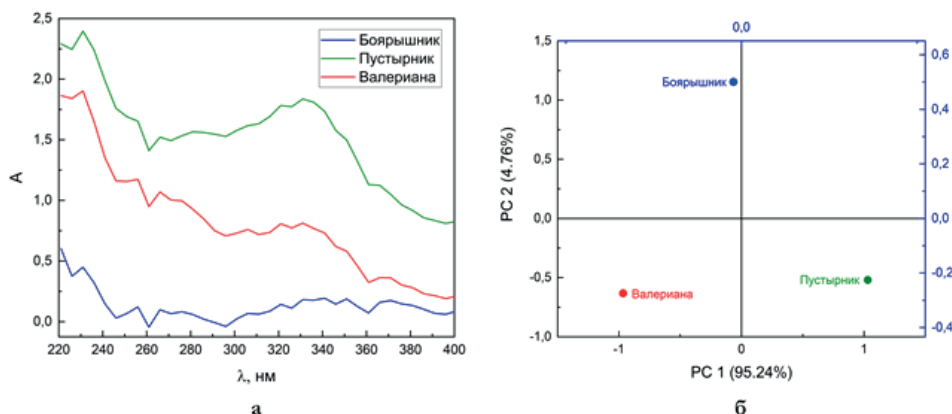 2,5
2,0
1,5
1,0
0,5
0,0
A
Боярышник
Пустырник
Валериана
220 240 260 280 300 320 340 360 380 400
λ, нм
а
0,0
1,5
1,0
0,5
0,0
-0,5
-1,0
PC 2 (4.76%)
Боярышник
Валериана
Пустырник
0,6
0,4
0,2
0,0
-0,2
-0,4
-1 0 1
PC 1 (95.24%)
б